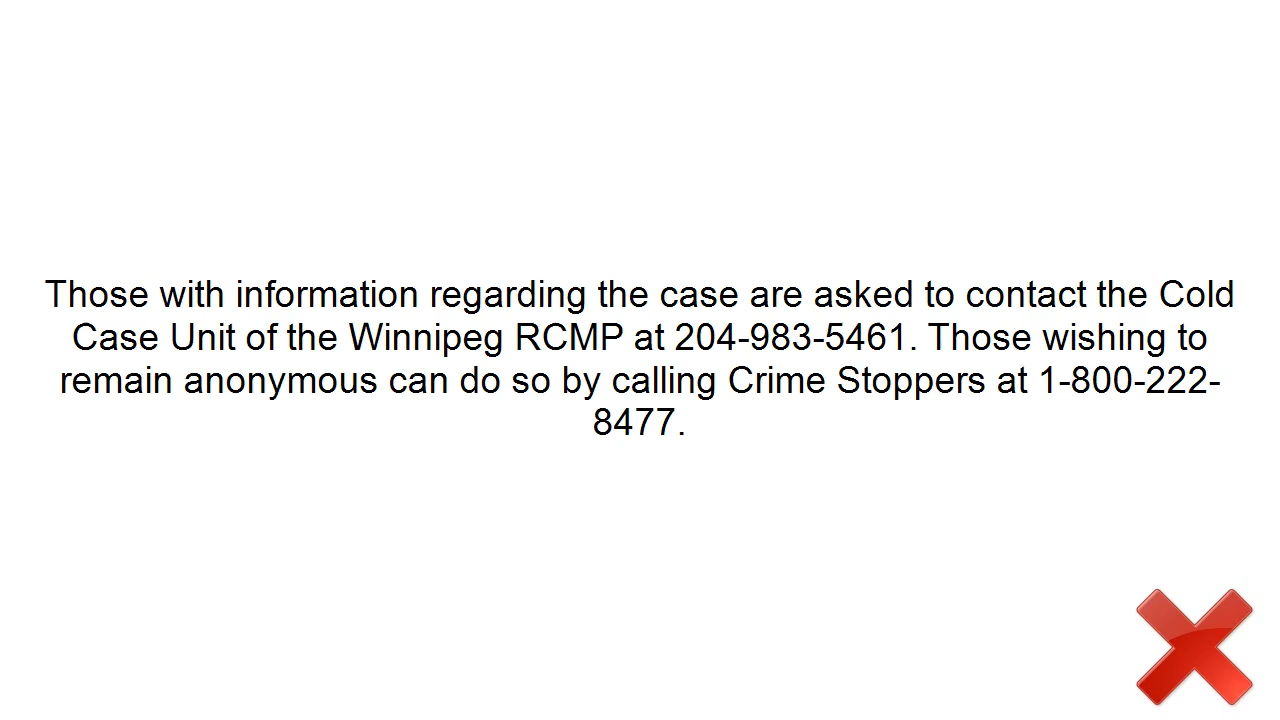 Those with information regarding the case are asked to contact the Cold
Case Unit of the Winnipeg RCMP at 204-983-5461. Those wishing to
remain anonymous can do so by calling Crime Stoppers at 1-800-222-
8477.